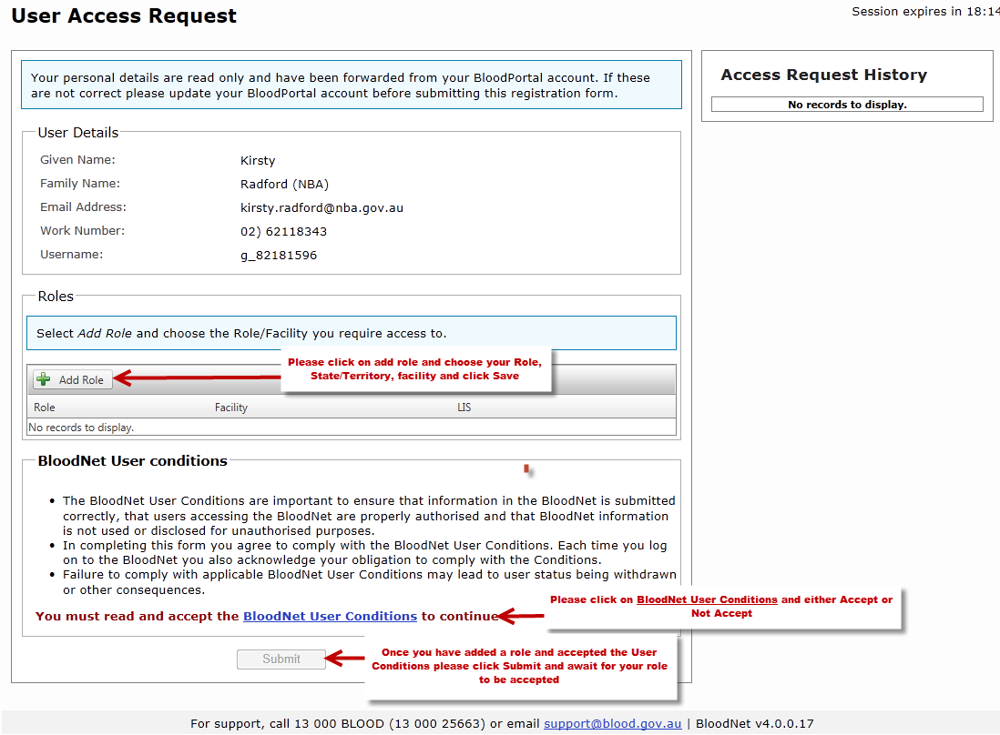 User Access Request
Session expires in 18:14
Your personal details are read only and have been forwarded from your BloodPortal account. If these
are not correct please update your BloodPortal account before submitting this registration form.
Access Request History
No records to display.
User Details
Given Name: Kirsty
Family Name: Radford (NBA)
Email Address: kirsty.radford@nba.gov.au
Work Number: 02) 62118343
Username: g_82181596
Roles
Select Add Role and choose the Role/Facility you require access to.
Please click on add role and choose your Role,
State/Territory, facility and click Save
Add Role
Role Facility LIS
No records to display.
BloodNet User conditions
• The BloodNet User Conditions are important to ensure that information in the BloodNet is submitted
correctly, that users accessing the BloodNet are properly authorised and that BloodNet information
is not used or disclosed for unauthorised purposes.
• In completing this form you agree to comply with the BloodNet User Conditions. Each time you log
on to the BloodNet you also acknowledge your obligation to comply with the Conditions.
• Failure to comply with applicable BloodNet User Conditions may lead to user status being withdrawn
or other consequences.
You must read and accept the BloodNet User Conditions to continue
Please click on BloodNet User Conditions and either Accept or
Not Accept
Submit
Once you have added a role and accepted the User
Conditions please click Submit and await for your role
to be accepted
For support, call 13 000 BLOOD (13 000 25663) or email support@blood.gov.au | BloodNet v4.0.0.17